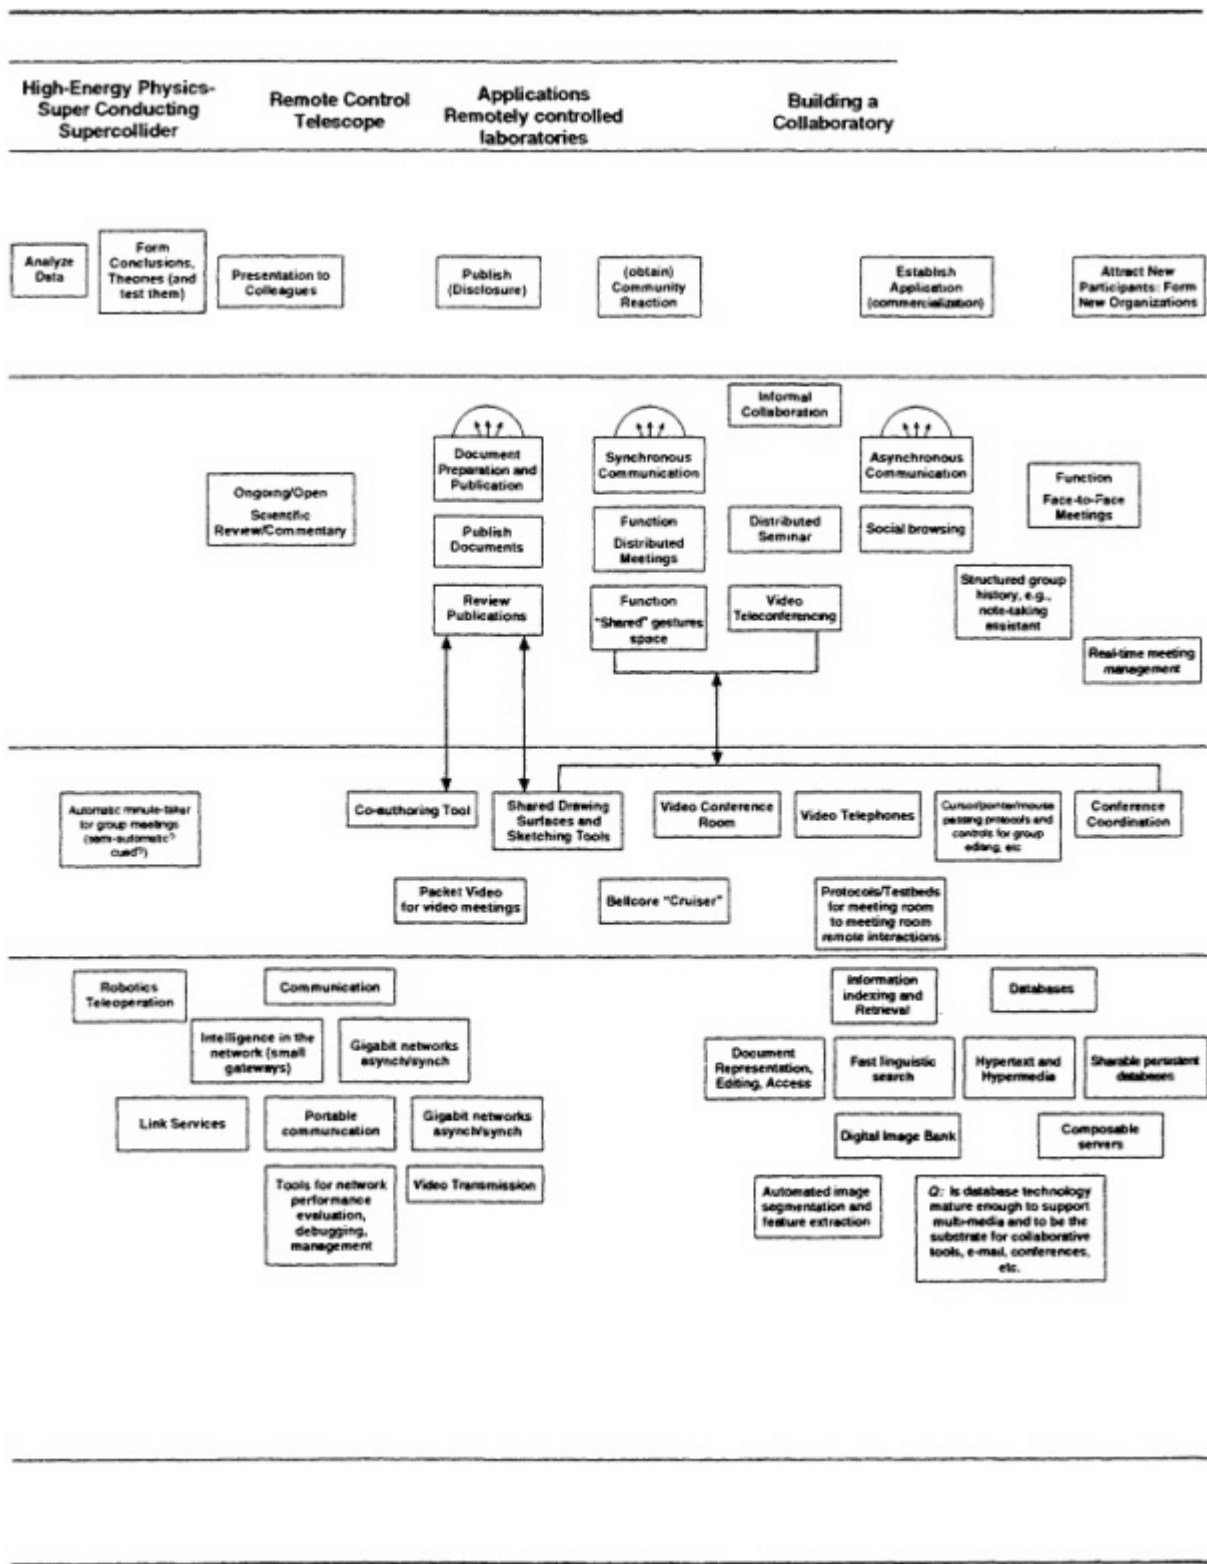 High-Energy Physics-
Super Conducting
Supercollider
Remote Control
Telescope
Applications
Remotely controlled
laboratories
Building a
Collaboratory
Analyze
Data
Form
Conclusions,
Theories (and
test them)
Presentation to
Colleagues
Publish
(Disclosure)
(obtain)
Community
Reaction
Establish
Application
(commercialization)
Attract New
Participants: Form
New Organizations
Informal
Collaboration
Document
Preparation and
Publication
Synchronous
Communication
Asynchronous
Communication
Ongoing/Open
Scientific
Review/Commentary
Function
Face-to-Face
Meetings
Publish
Documents
Function
Distributed
Meetings
Distributed
Seminar
Social browsing
Review
Publications
Function
"Shared" gestures
space
Video
Teleconferencing
Structured group
history, e.g.,
note-taking
assistant
Real-time meeting
management
Automatic minute-taker
for group meetings
(semi-automatic?
cued?)
Co-authoring Tool
Shared Drawing
Surfaces and
Sketching Tools
Video Conference
Room
Video Telephones
Cursor/pointer/mouse
passing protocols and
controls for group
editing, etc
Conference
Coordination
Packet Video
for video meetings
Bellcore "Cruiser"
Protocols/Testbeds
for meeting room
to meeting room
remote interactions
Robotics
Teleoperation
Communication
Information
indexing and
Retrieval
Databases
Intelligence in the
network (small
gateways)
Gigabit networks
asynch/synch
Document
Representation,
Editing, Access
Fast linguistic
search
Hypertext and
Hypermedia
Sharable persistent
databases
Link Services
Portable
communication
Gigabit networks
asynch/synch
Digital Image Bank
Composable
servers
Tools for network
performance
evaluation,
debugging,
management
Video Transmission
Automated image
segmentation and
feature extraction
Q: Is database technology
mature enough to support
multi-media and to be the
substrate for collaborative
tools, e-mail, conferences,
etc.